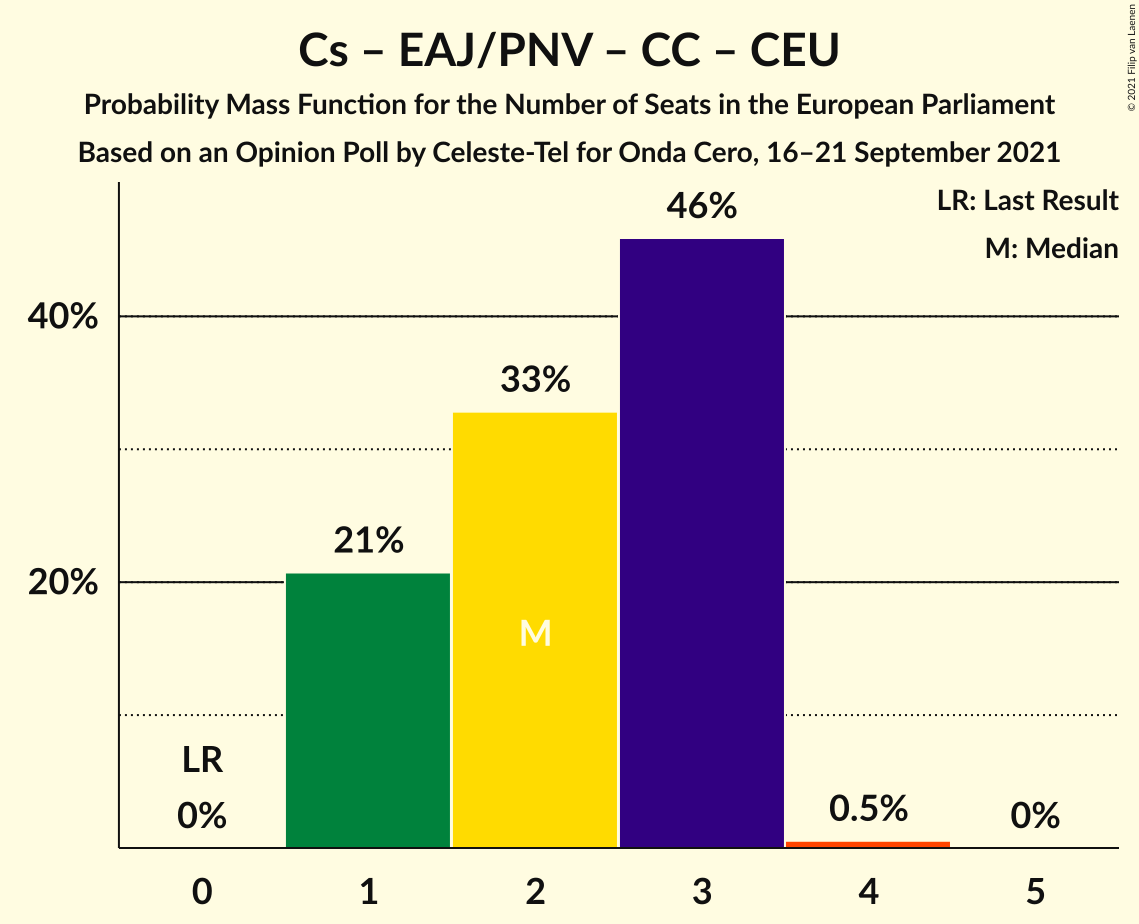 Cs – EAJ/PNV – CC – CEU
Probability Mass Function for the Number of Seats in the European Parliament
Based on an Opinion Poll by Celeste-Tel for Onda Cero, 16–21 September 2021
© 2021 Filip van Laenen
LR: Last Result
M: Median
46%
40%
33%
21%
20%
M
LR
0%
0.5%
0%
0 1 2 3 4 5